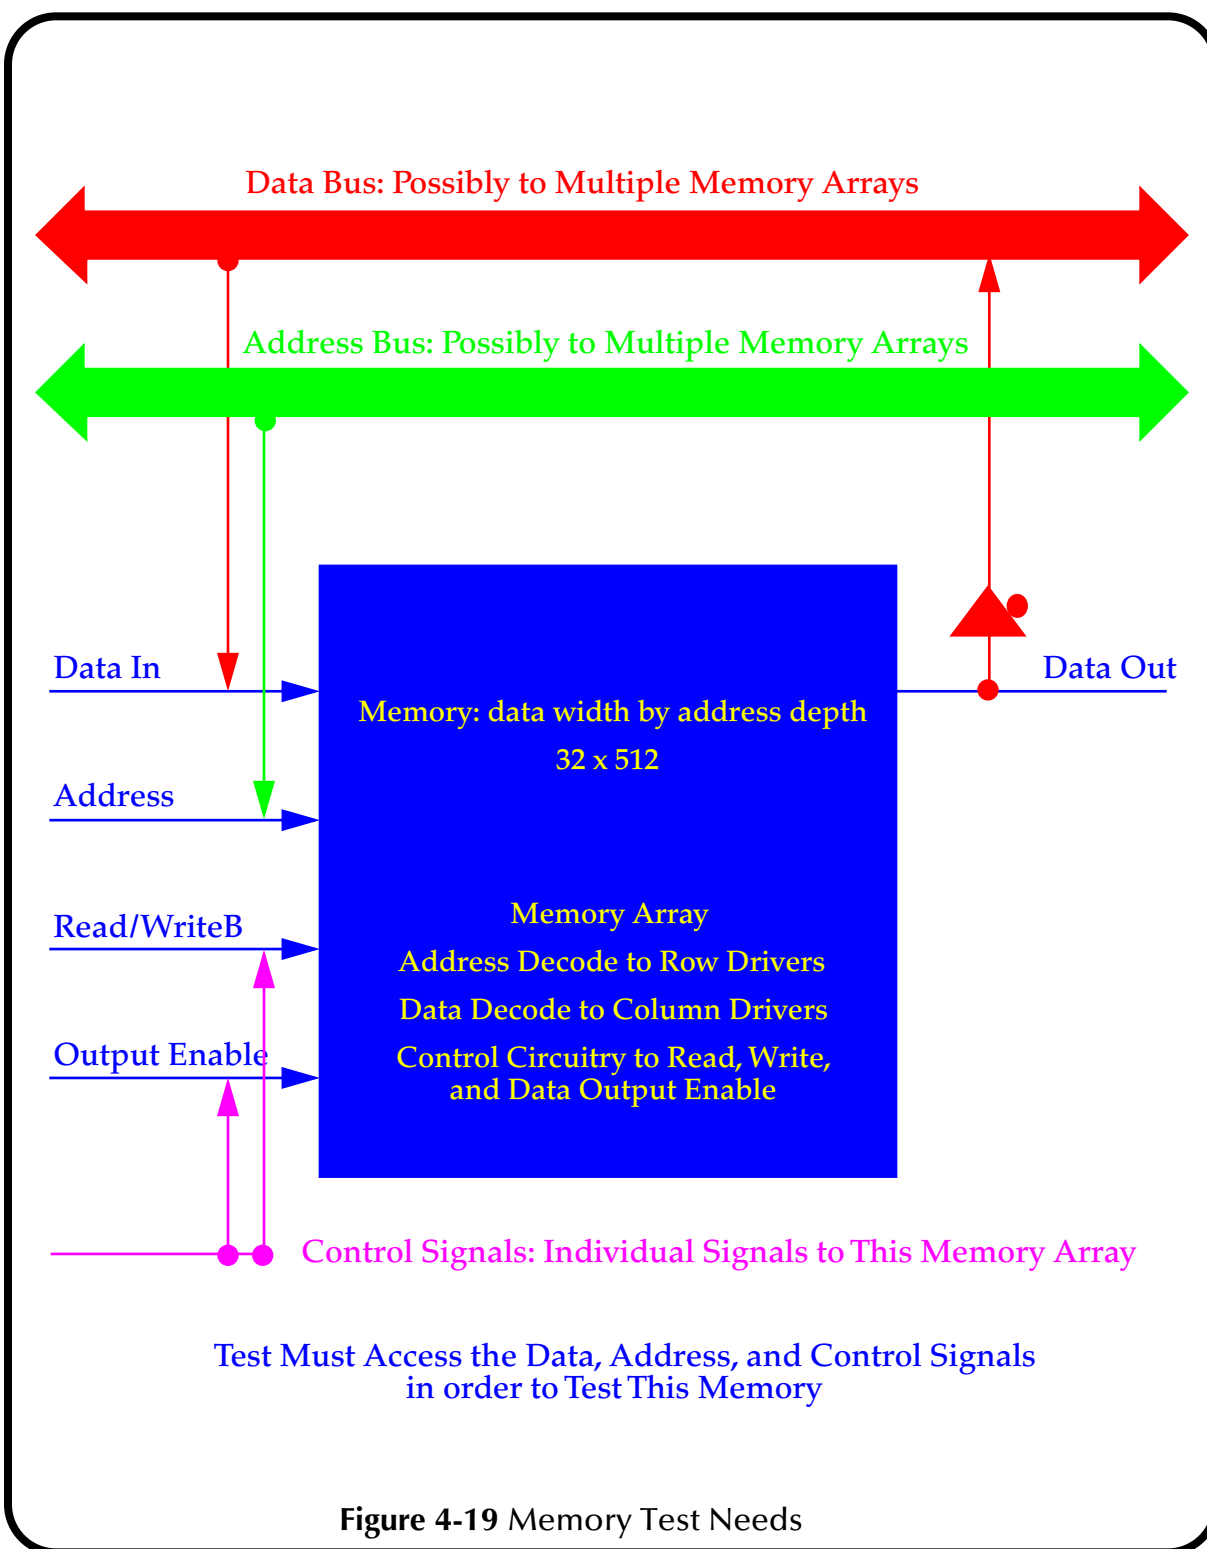 Data Bus: Possibly to Multiple Memory Arrays
Address Bus: Possibly to Multiple Memory Arrays
Data In
Data Out
Memory: data width by address depth
32 x 512
Address
Read/WriteB
Memory Array
Address Decode to Row Drivers
Data Decode to Column Drivers
Output Enable
Control Circuitry to Read, Write,
and Data Output Enable
Control Signals: Individual Signals to This Memory Array
Test Must Access the Data, Address, and Control Signals
in order to Test This Memory
Figure 4-19 Memory Test Needs